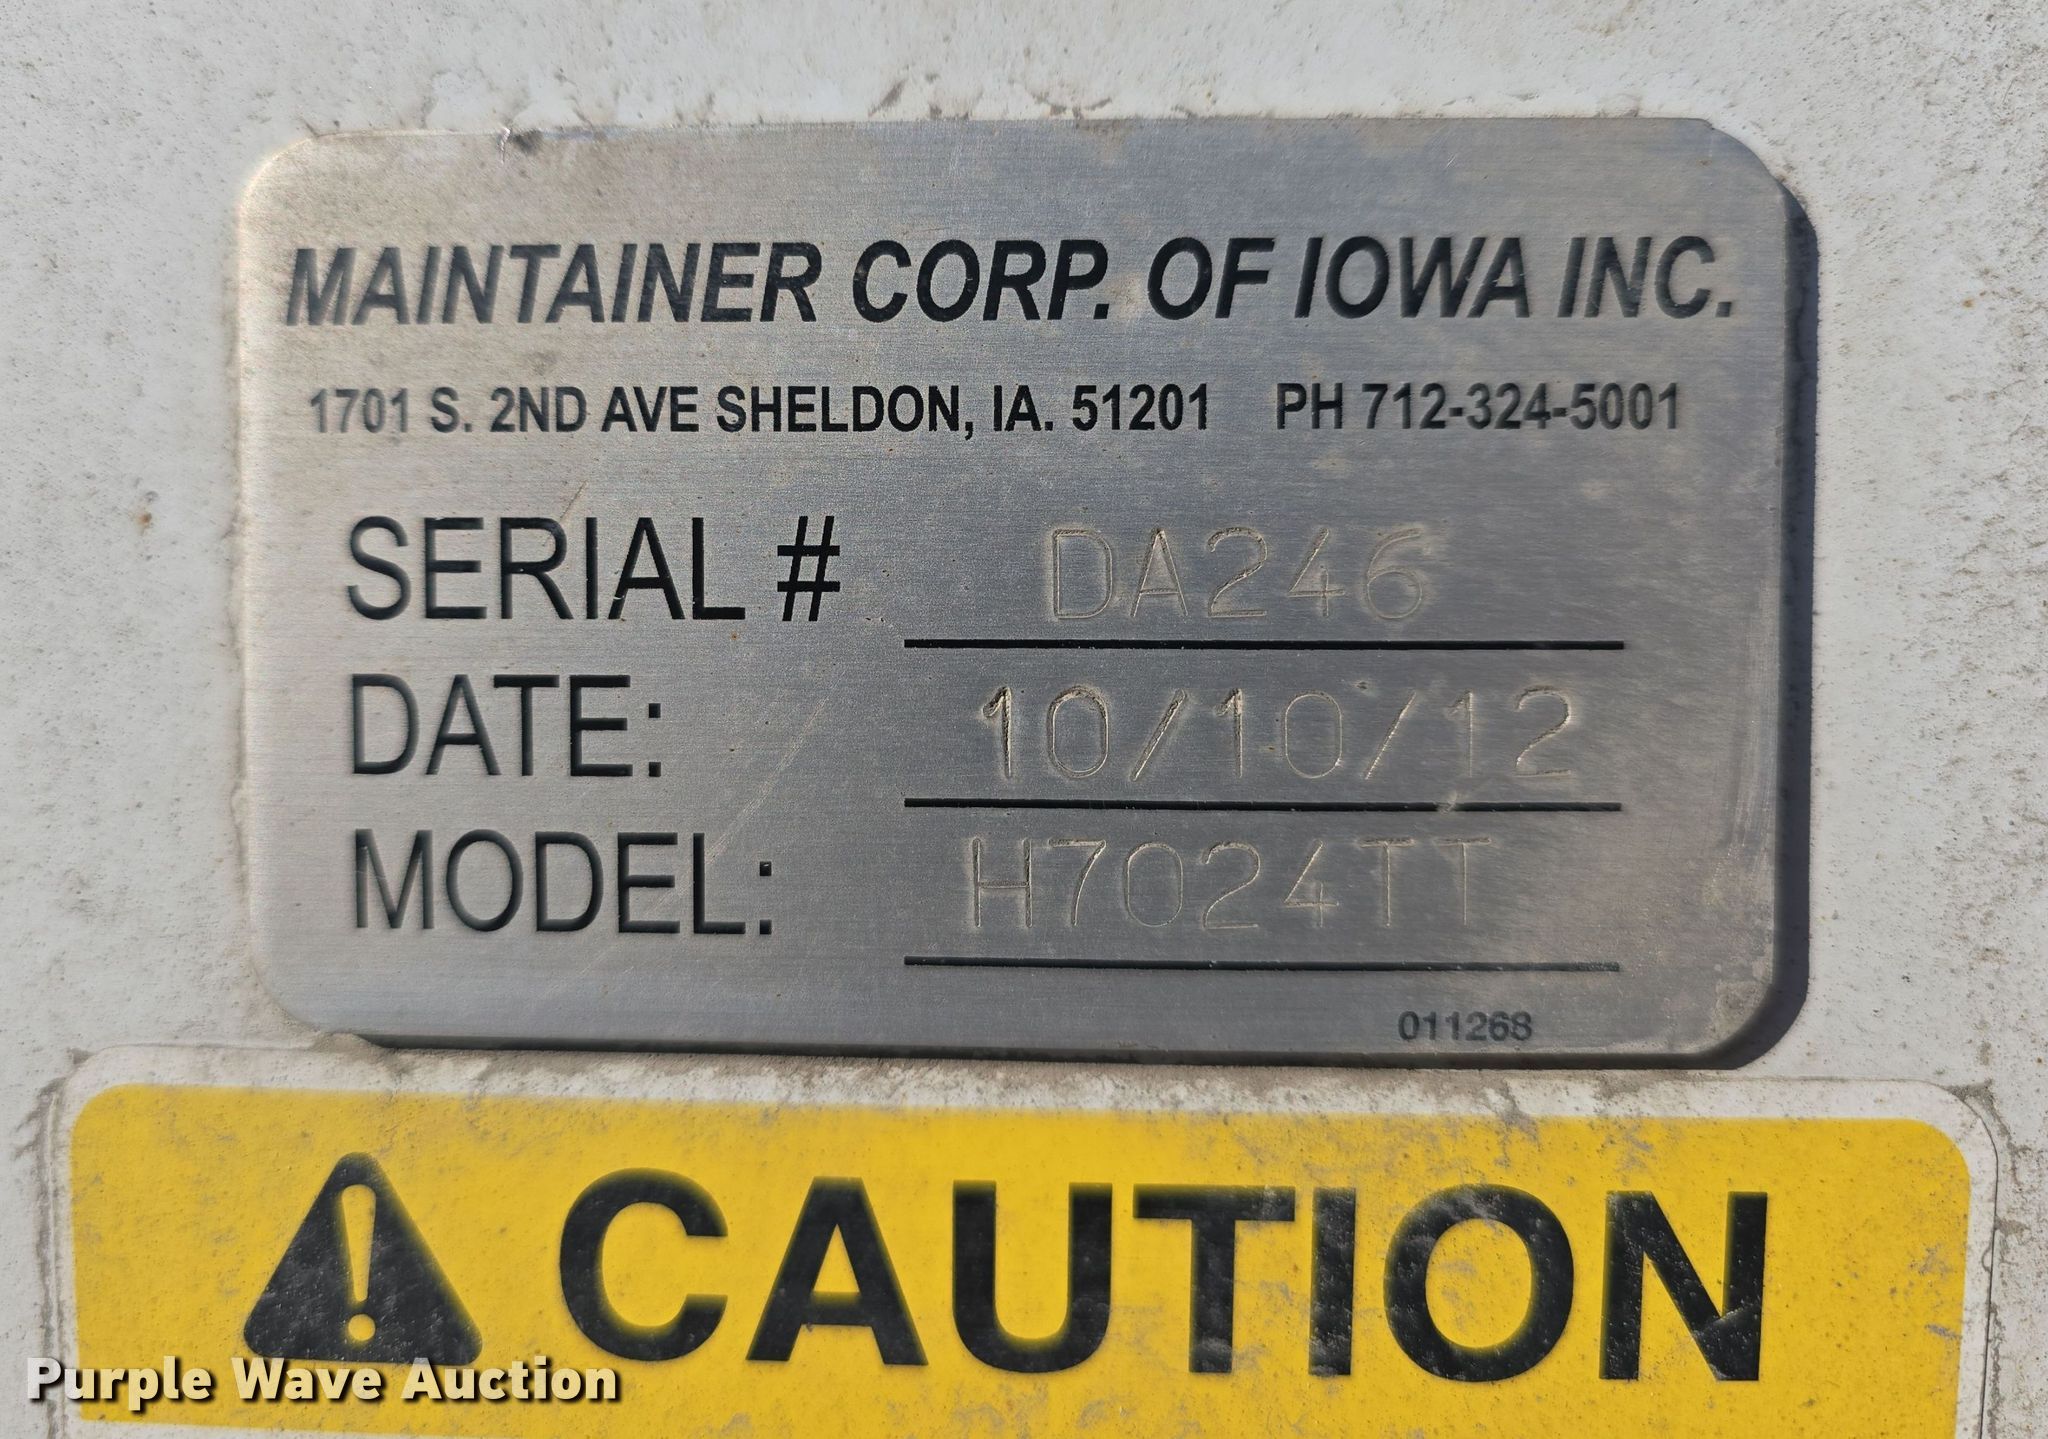 MAINTAINER CORP. OF IOWA INC.
1701 S. 2ND AVE SHELDON, IA. 51201 PH 712-324-5001
SERIAL # DA246
DATE: 10/10/12
MODEL: H7024TT
011268
CAUTION
Purple Wave Auction